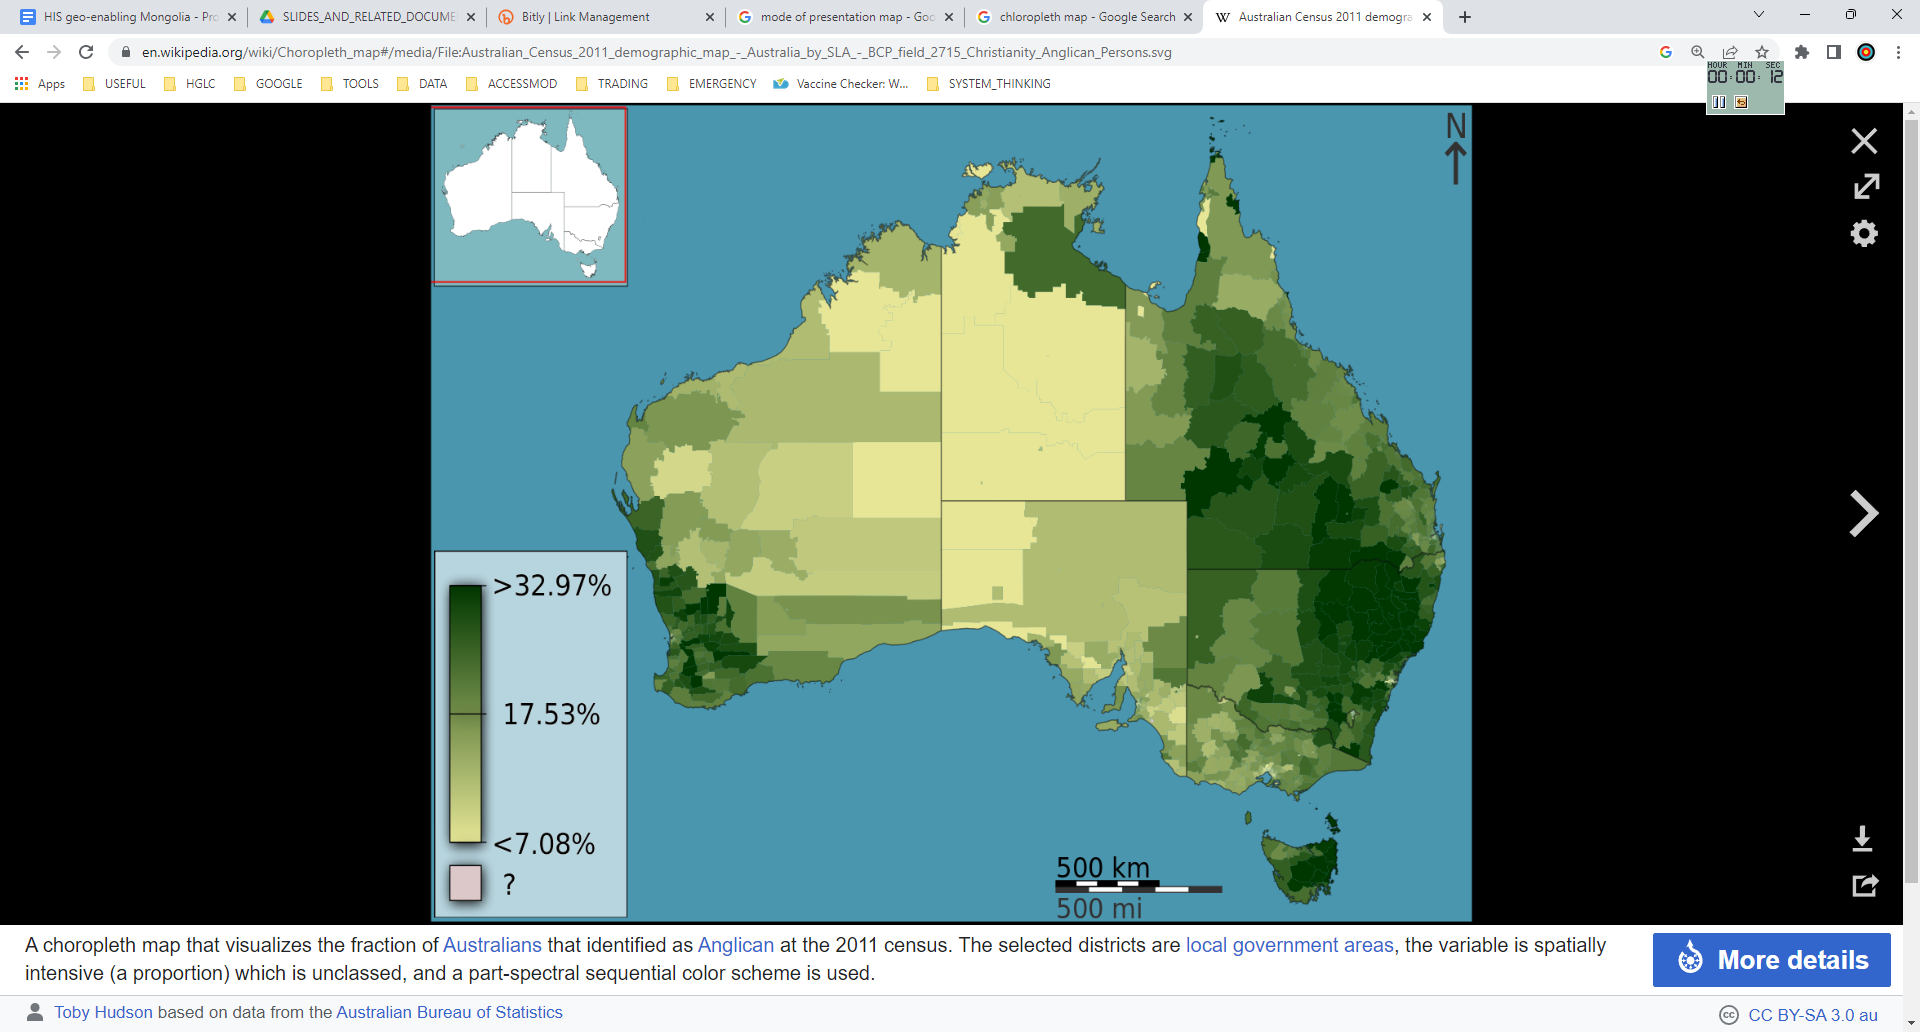 HIS geo-enabling Mongolia - Pro
SLIDES_AND_RELATED_DOCUME
Bitly | Link Management
mode of presentation map - Goo
chloropleth map - Google Search
Australian Census 2011 demogra
en.wikipedia.org/wiki/Choropleth_map#/media/File:Australian_Census_2011_demographic_map_-_Australia_by_SLA_-_BCP_field_2715_Christianity_Anglican_Persons.svg
Apps
USEFUL
HGLC
GOOGLE
TOOLS
DATA
ACCESSMOD
TRADING
EMERGENCY
Vaccine Checker: W...
SYSTEM_THINKING
HOUR MIN SEC
00:00:12
N
>32.97%
17.53%
<7.08%
?
500 km
500 mi
A choropleth map that visualizes the fraction of Australians that identified as Anglican at the 2011 census. The selected districts are local government areas, the variable is spatially
intensive (a proportion) which is unclassed, and a part-spectral sequential color scheme is used.
More details
Toby Hudson based on data from the Australian Bureau of Statistics
cc CC BY-SA 3.0 au